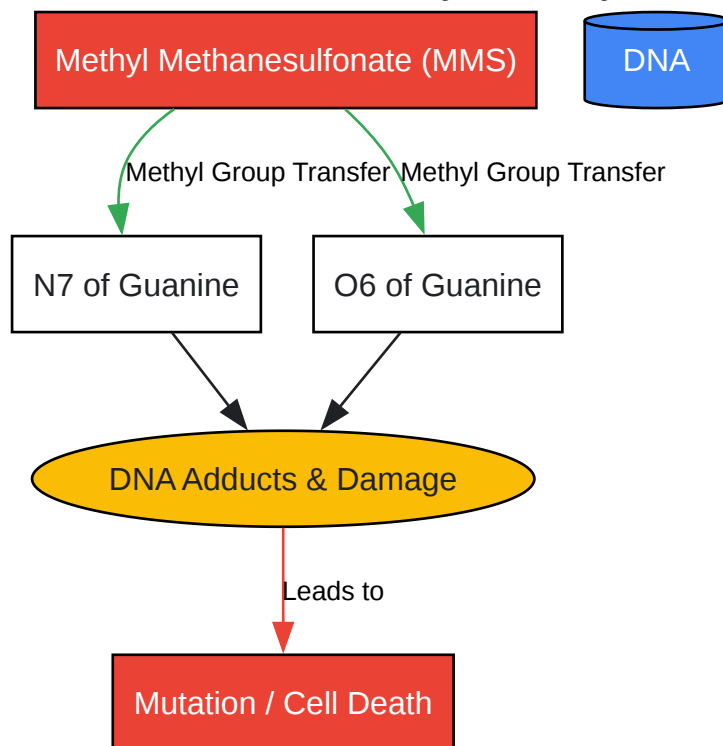 Methyl Methanesulfonate (MMS)
DNA
Methyl Group Transfer
Methyl Group Transfer
N7 of Guanine
O6 of Guanine
DNA Adducts & Damage
Leads to
Mutation / Cell Death